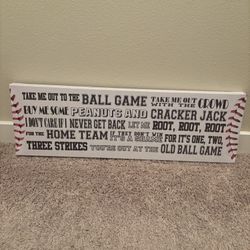 TAKE ME OUT TO THE BALL GAME TAKE ME OUT WITH THE CROWD
BUY ME SOME PEANUTS AND CRACKER JACK
I DON'T CARE IF I NEVER GET BACK LET ME ROOT, ROOT, ROOT
FOR THE HOME TEAM IF THEY DON'T WIN IT'S A SHAME FOR IT'S ONE, TWO,
THREE STRIKES YOU'RE OUT AT THE OLD BALL GAME